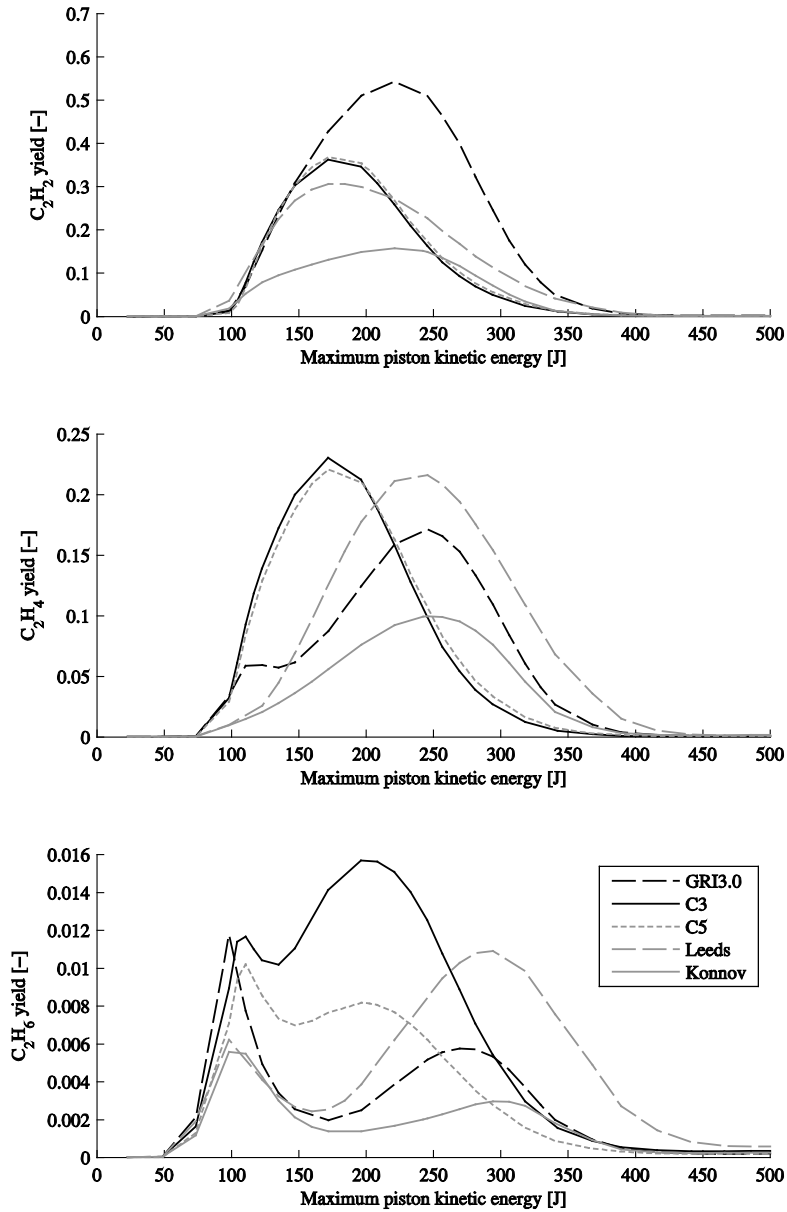 0.7
0.6
0.5
0.4
0.3
0.2
0.1
0
C₂H₂ yield [−]
0 50 100 150 200 250 300 350 400 450 500
Maximum piston kinetic energy [J]
0.25
0.2
0.15
0.1
0.05
0
C₂H₄ yield [−]
0 50 100 150 200 250 300 350 400 450 500
Maximum piston kinetic energy [J]
0.016
0.014
0.012
0.01
0.008
0.006
0.004
0.002
0
C₂H₆ yield [−]
GRI3.0
C3
C5
Leeds
Konnov
0 50 100 150 200 250 300 350 400 450 500
Maximum piston kinetic energy [J]